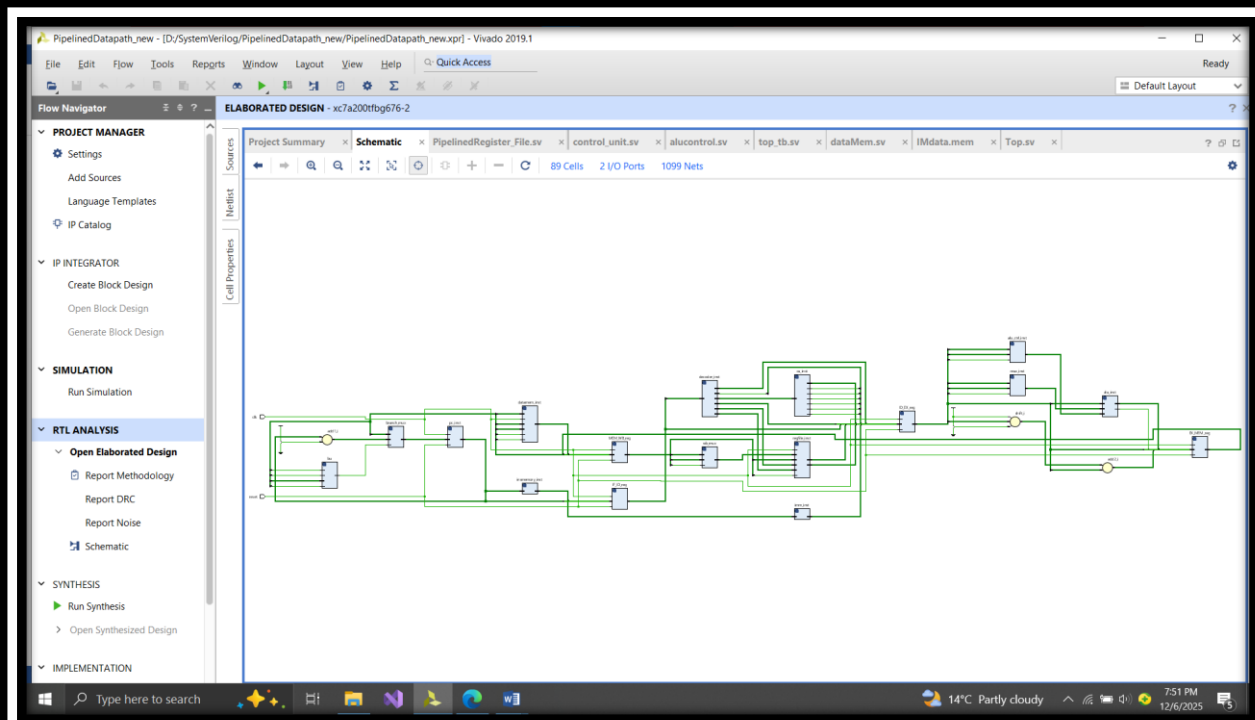 PipelinedDatapath_new - [D:/SystemVerilog/PipelinedDatapath_new/PipelinedDatapath_new.xpr] - Vivado 2019.1
File Edit Flow Tools Reports Window Layout View Help Quick Access Ready
Default Layout
Flow Navigator ? ELABORATED DESIGN - xc7a200tfbg676-2 ?
PROJECT MANAGER
Settings
Add Sources
Language Templates
IP Catalog
IP INTEGRATOR
Create Block Design
Open Block Design
Generate Block Design
SIMULATION
Run Simulation
RTL ANALYSIS
Open Elaborated Design
Report Methodology
Report DRC
Report Noise
Schematic
SYNTHESIS
Run Synthesis
Open Synthesized Design
IMPLEMENTATION
Sources
Netlist
Cell Properties
Project Summary Schematic PipelinedRegister_File.sv control_unit.sv alucontrol.sv top_tb.sv dataMem.sv IMdata.mem Top.sv ?
89 Cells 2 I/O Ports 1099 Nets
Type here to search
14°C Partly cloudy
7:51 PM
12/6/2025
5